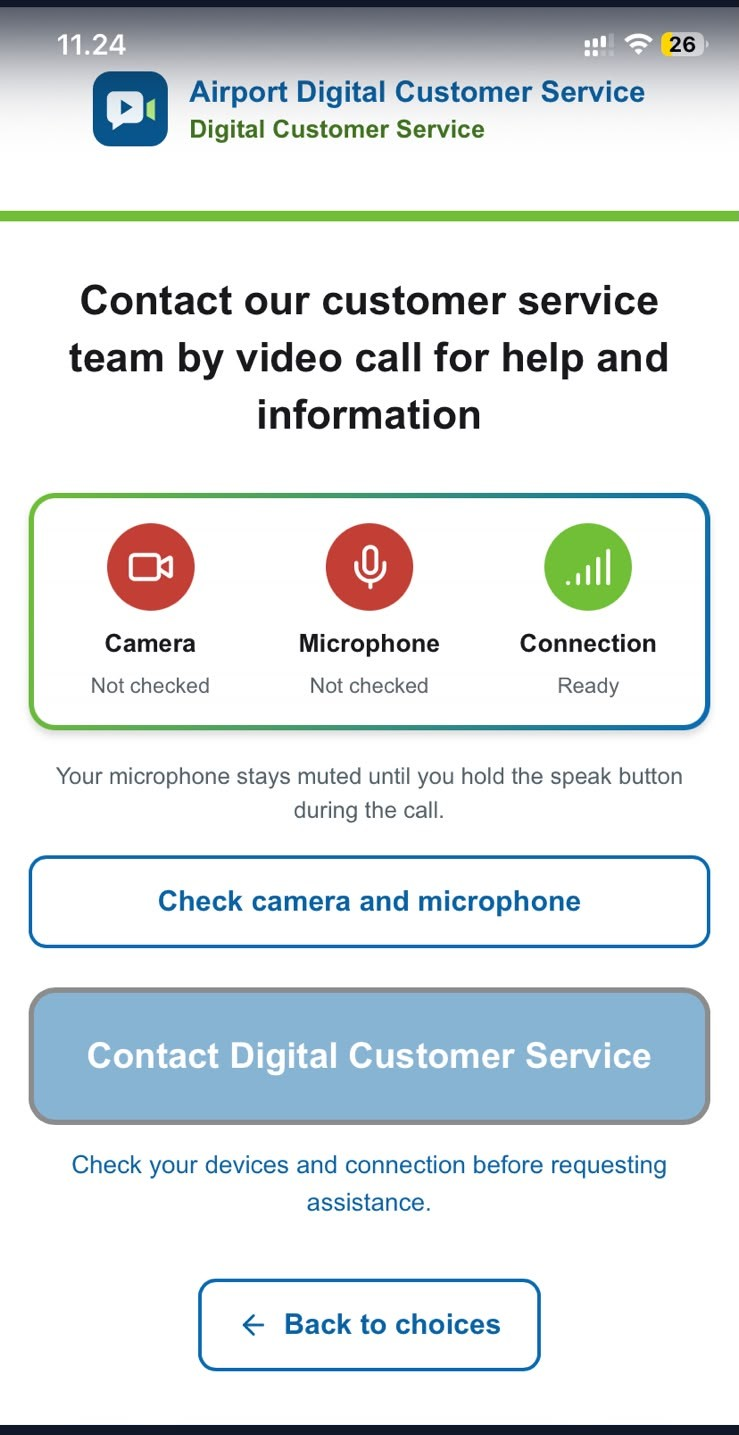 11.24
26
Airport Digital Customer Service
Digital Customer Service
Contact our customer service
team by video call for help and
information
Camera
Microphone
Connection
Not checked
Not checked
Ready
Your microphone stays muted until you hold the speak button
during the call.
Check camera and microphone
Contact Digital Customer Service
Check your devices and connection before requesting
assistance.
← Back to choices